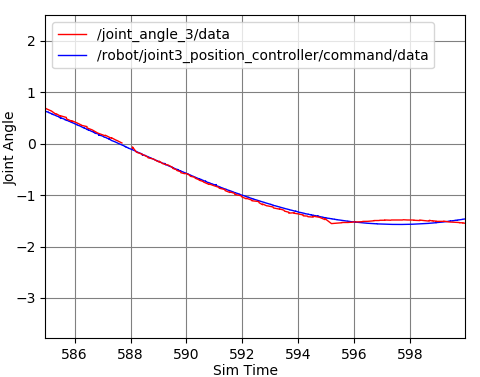 /joint_angle_3/data
/robot/joint3_position_controller/command/data
2
1
0
−1
−2
−3
Joint Angle
586 588 590 592 594 596 598
Sim Time